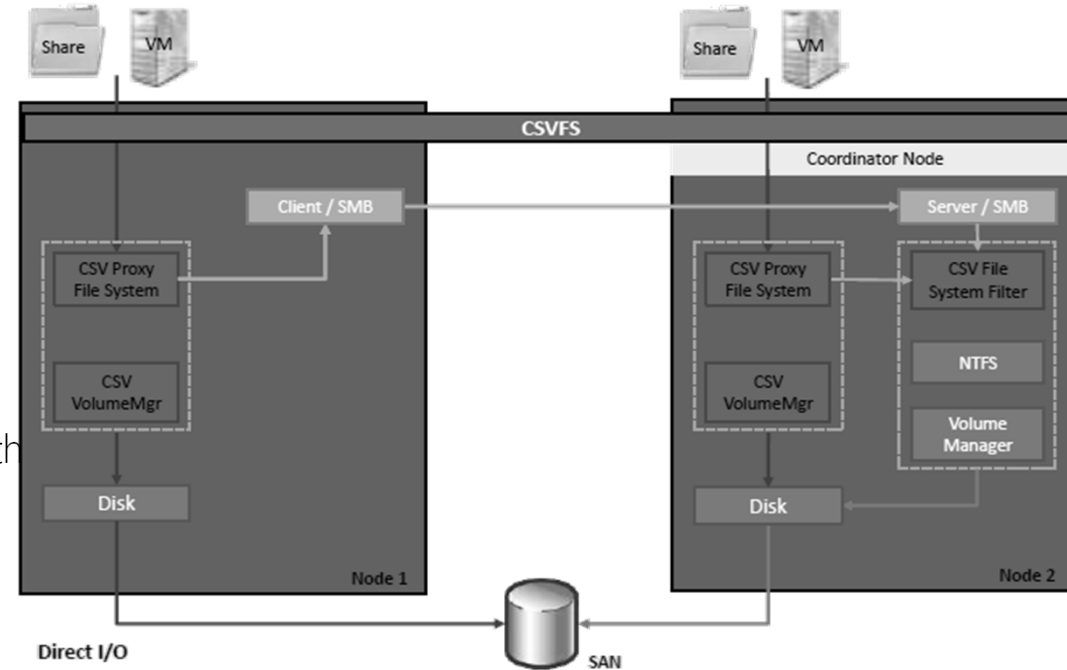 Share
VM
Share
VM
CSVFS
Coordinator Node
Client / SMB
Server / SMB
CSV Proxy
File System
CSV Proxy
File System
CSV File
System Filter
NTFS
CSV
VolumeMgr
CSV
VolumeMgr
Volume
Manager
th
Disk
Disk
Node 1
Node 2
Direct I/O
SAN